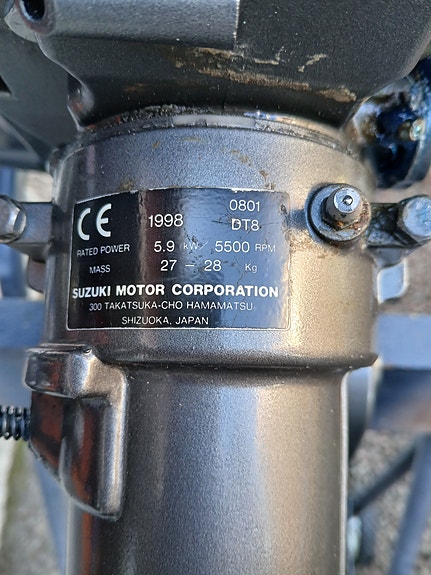 CE 1998 0801
DT8
RATED POWER 5.9 kW/ 5500 RPM
MASS 27 - 28 Kg
SUZUKI MOTOR CORPORATION
300 TAKATSUKA-CHO HAMAMATSU
SHIZUOKA, JAPAN